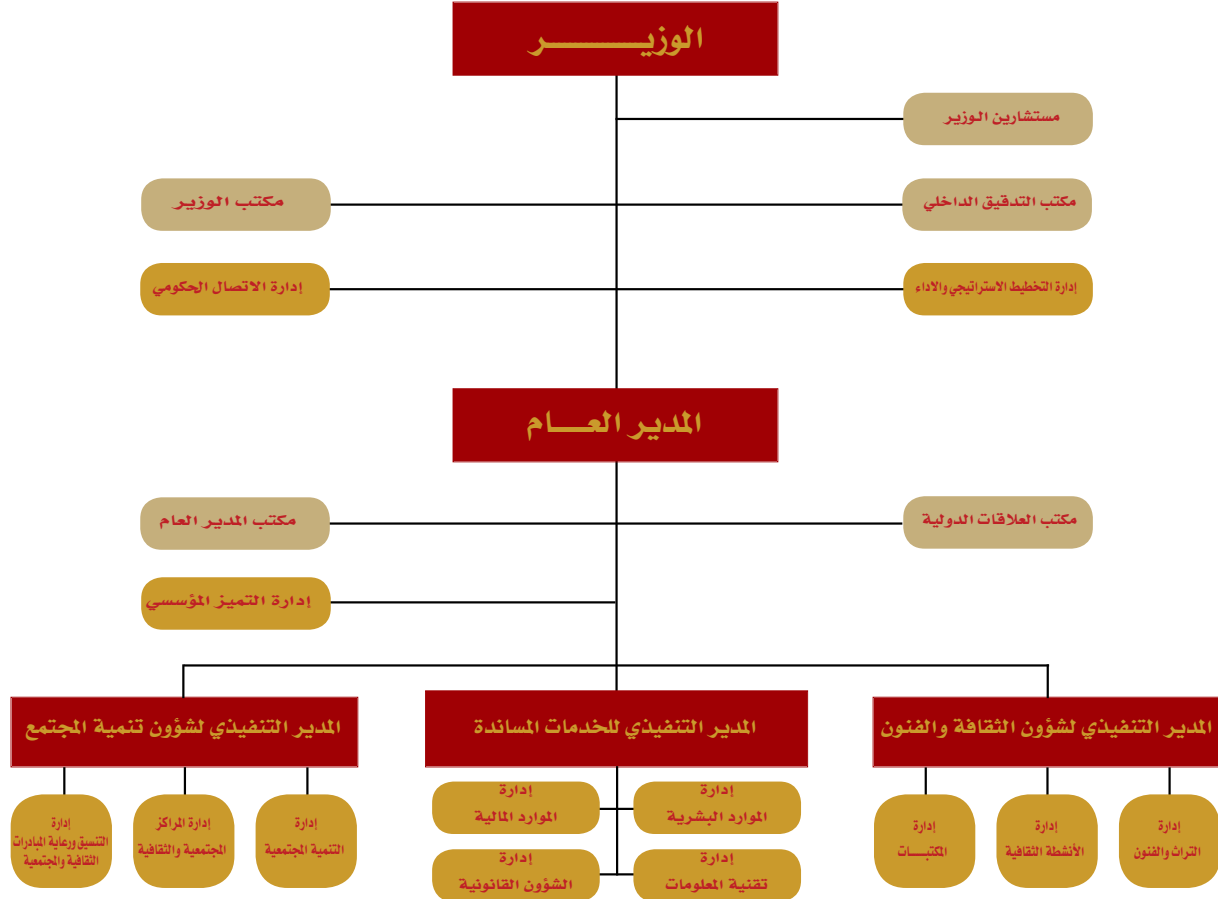 الوزيـــــــر
مستشارين الوزير
مكتب التدقيق الداخلي
مكتب الوزير
إدارة التخطيط الاستراتيجي والاداء
إدارة الاتصال الحكومي
المدير العـــام
مكتب العلاقات الدولية
مكتب المدير العام
إدارة التميز المؤسسي
المدير التنفيذي لشؤون الثقافة والفنون
المدير التنفيذي للخدمات المساندة
المدير التنفيذي لشؤون تنمية المجتمع
إدارة
التراث والفنون
إدارة
الأنشطة الثقافية
إدارة
المكتبـــات
إدارة
الموارد البشرية
إدارة
الموارد المالية
إدارة
تقنية المعلومات
إدارة
الشؤون القانونية
إدارة
التنمية المجتمعية
إدارة المراكز
المجتمعية والثقافية
إدارة
التنسيق ورعاية المبادرات
الثقافية والمجتمعية